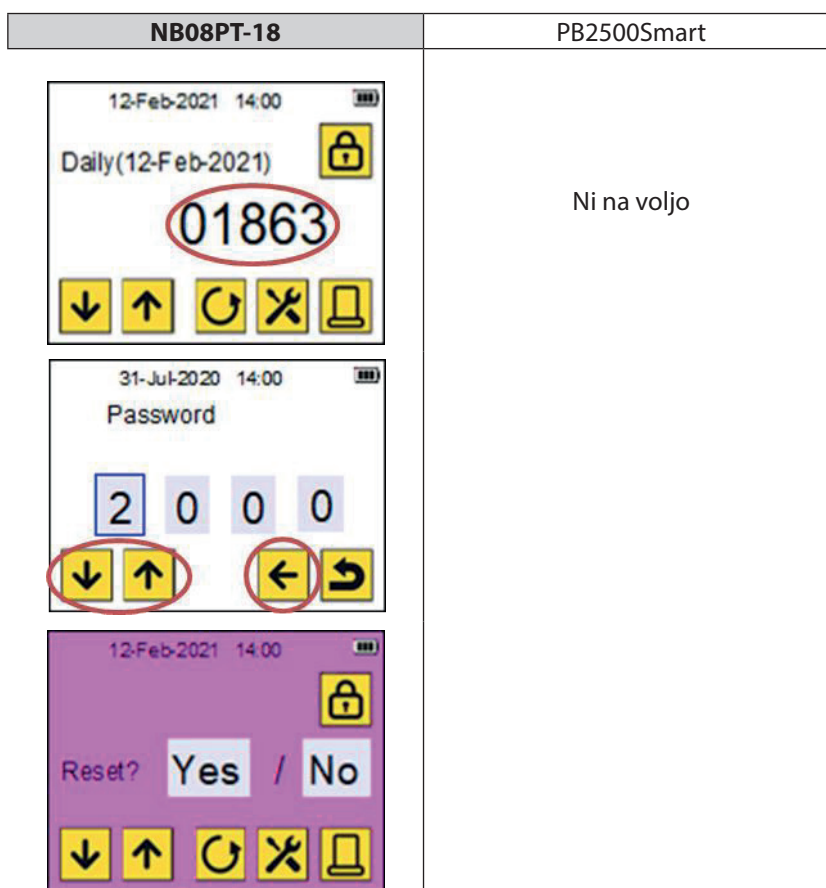 NB08PT-18 PB2500Smart
12-Feb-2021 14:00
Daily(12-Feb-2021)
01863
Ni na voljo
31-Jul-2020 14:00
Password
2 0 0 0
12-Feb-2021 14:00
Reset? Yes / No